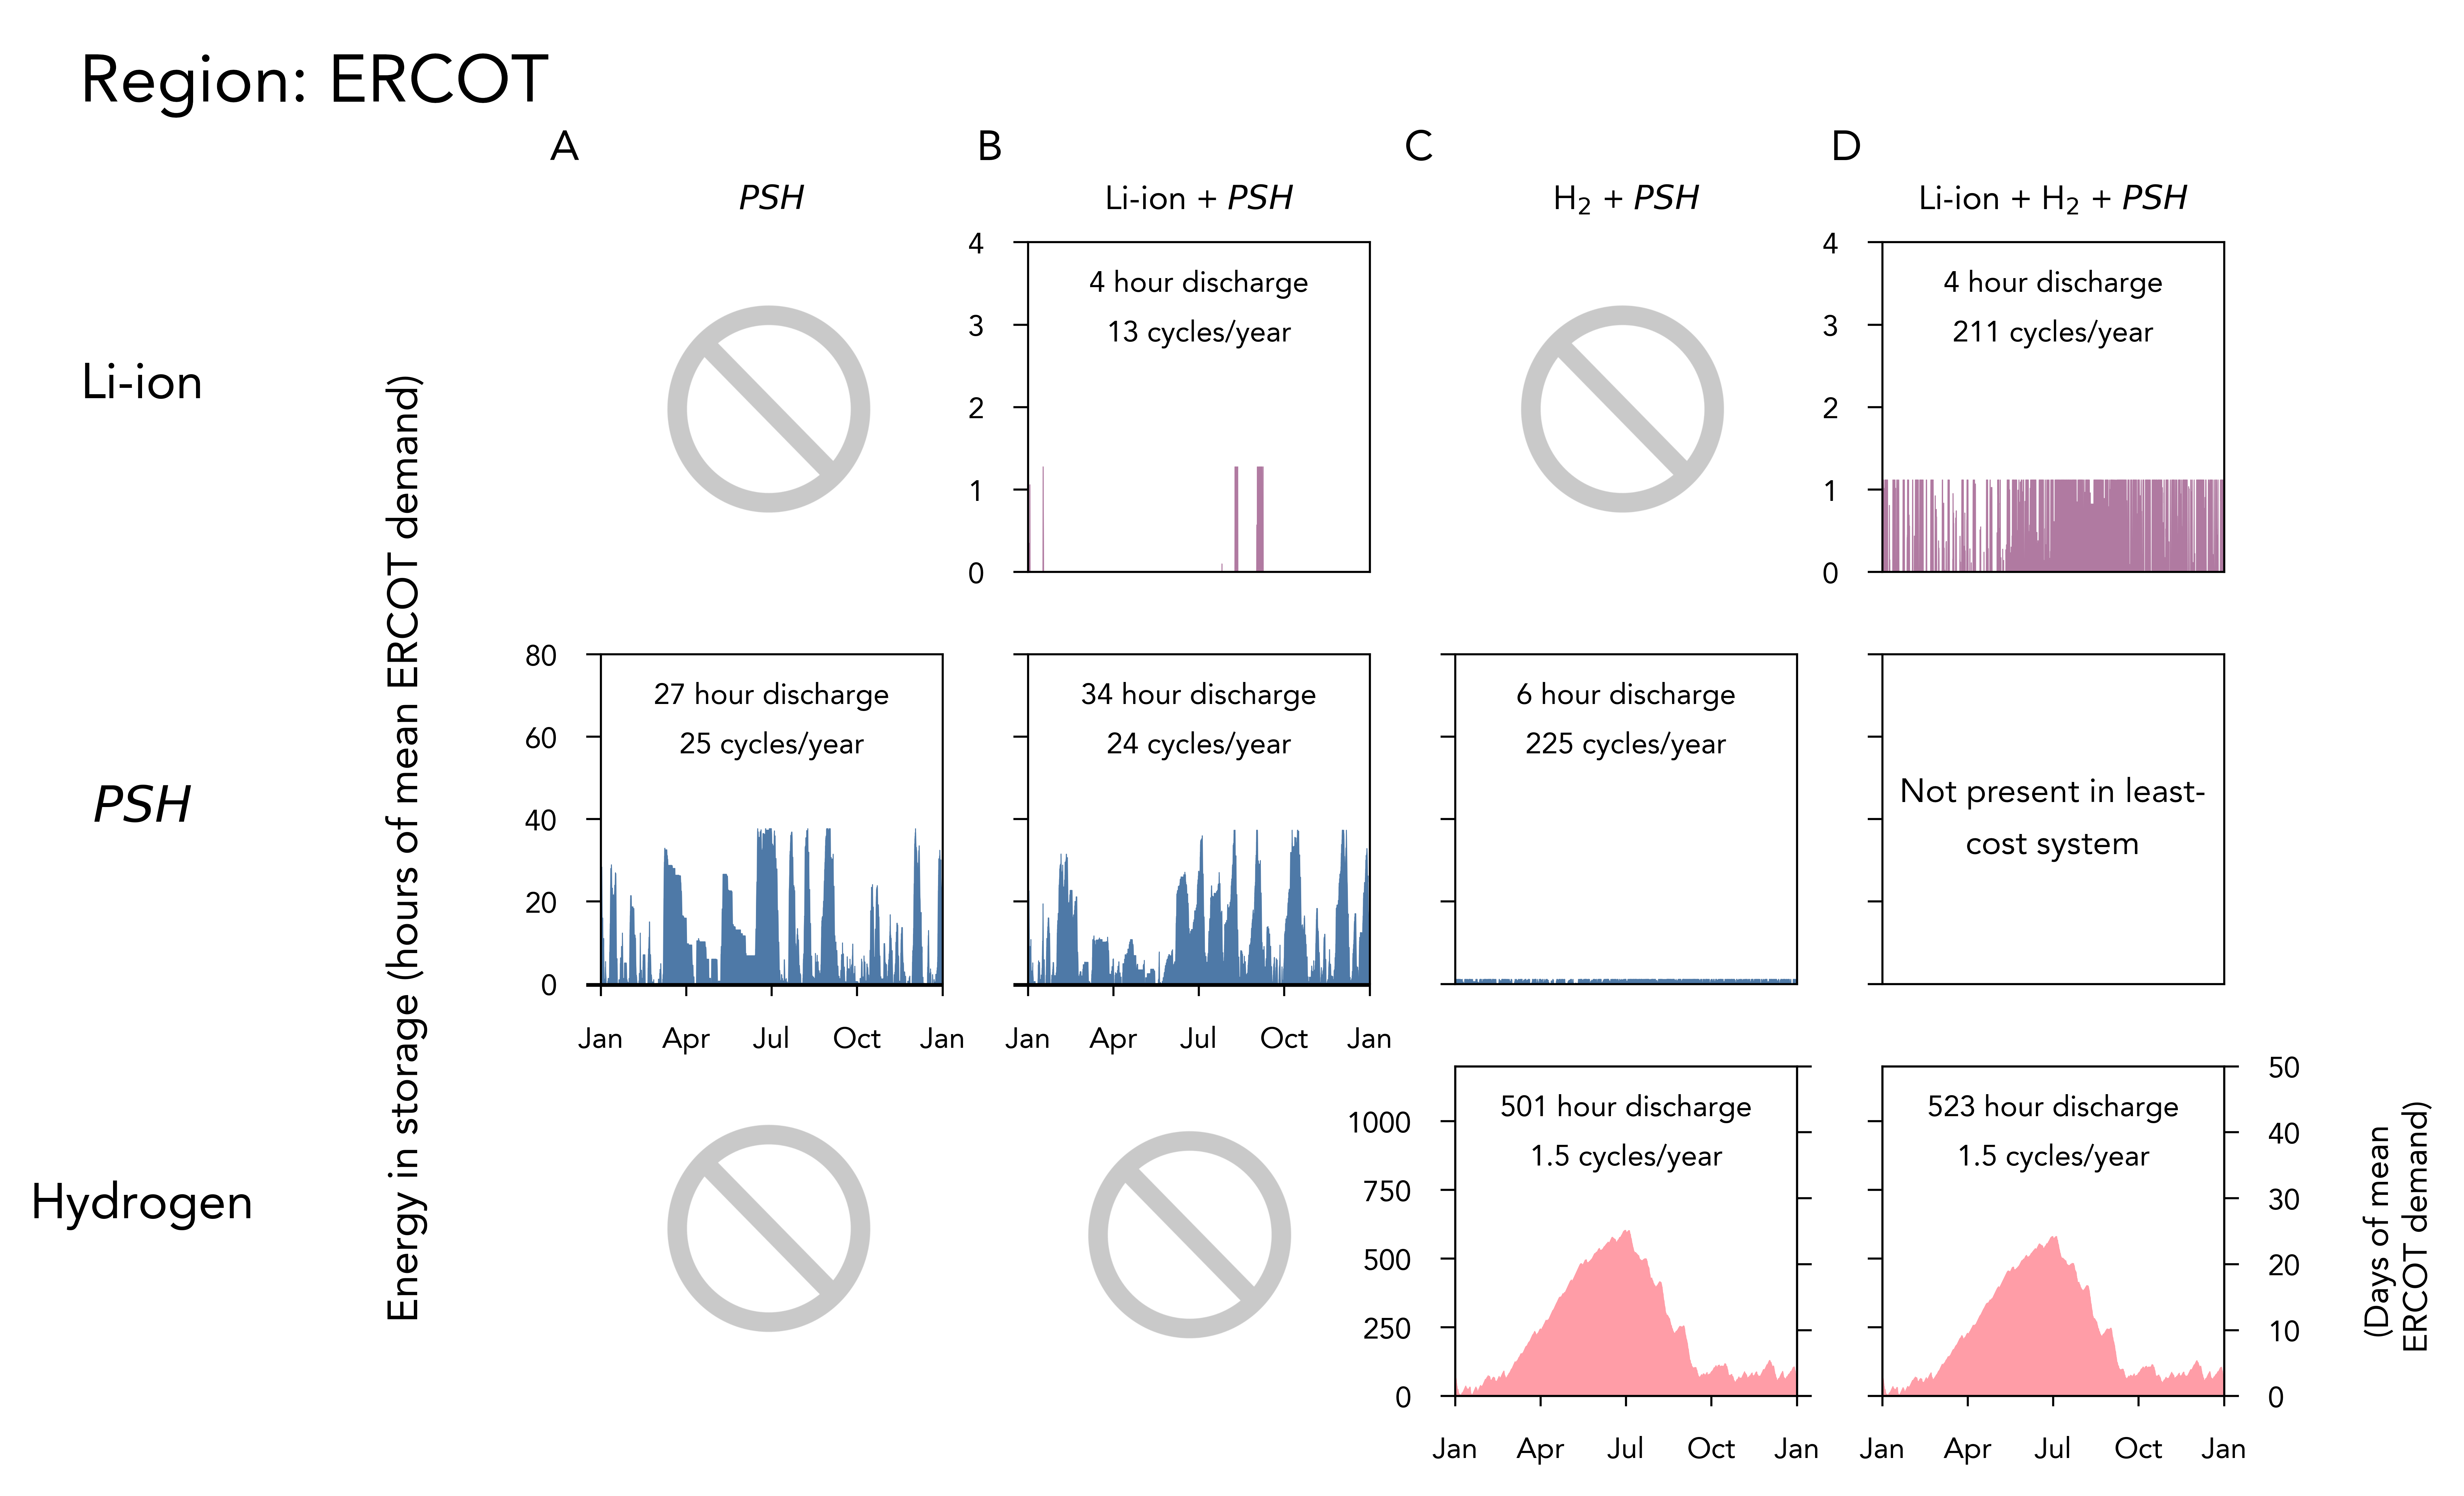 Region: ERCOT
A
B
C
D
PSH
Li-ion + PSH
H₂ + PSH
Li-ion + H₂ + PSH
Li-ion
PSH
Hydrogen
Energy in storage (hours of mean ERCOT demand)
4
3
2
1
0
4 hour discharge
13 cycles/year
4
3
2
1
0
4 hour discharge
211 cycles/year
80
60
40
20
0
27 hour discharge
25 cycles/year
Jan Apr Jul Oct Jan
34 hour discharge
24 cycles/year
Jan Apr Jul Oct Jan
6 hour discharge
225 cycles/year
Not present in least-
cost system
1000
750
500
250
0
501 hour discharge
1.5 cycles/year
Jan Apr Jul Oct Jan
523 hour discharge
1.5 cycles/year
Jan Apr Jul Oct Jan
50
40
30
20
10
0
(Days of mean
ERCOT demand)